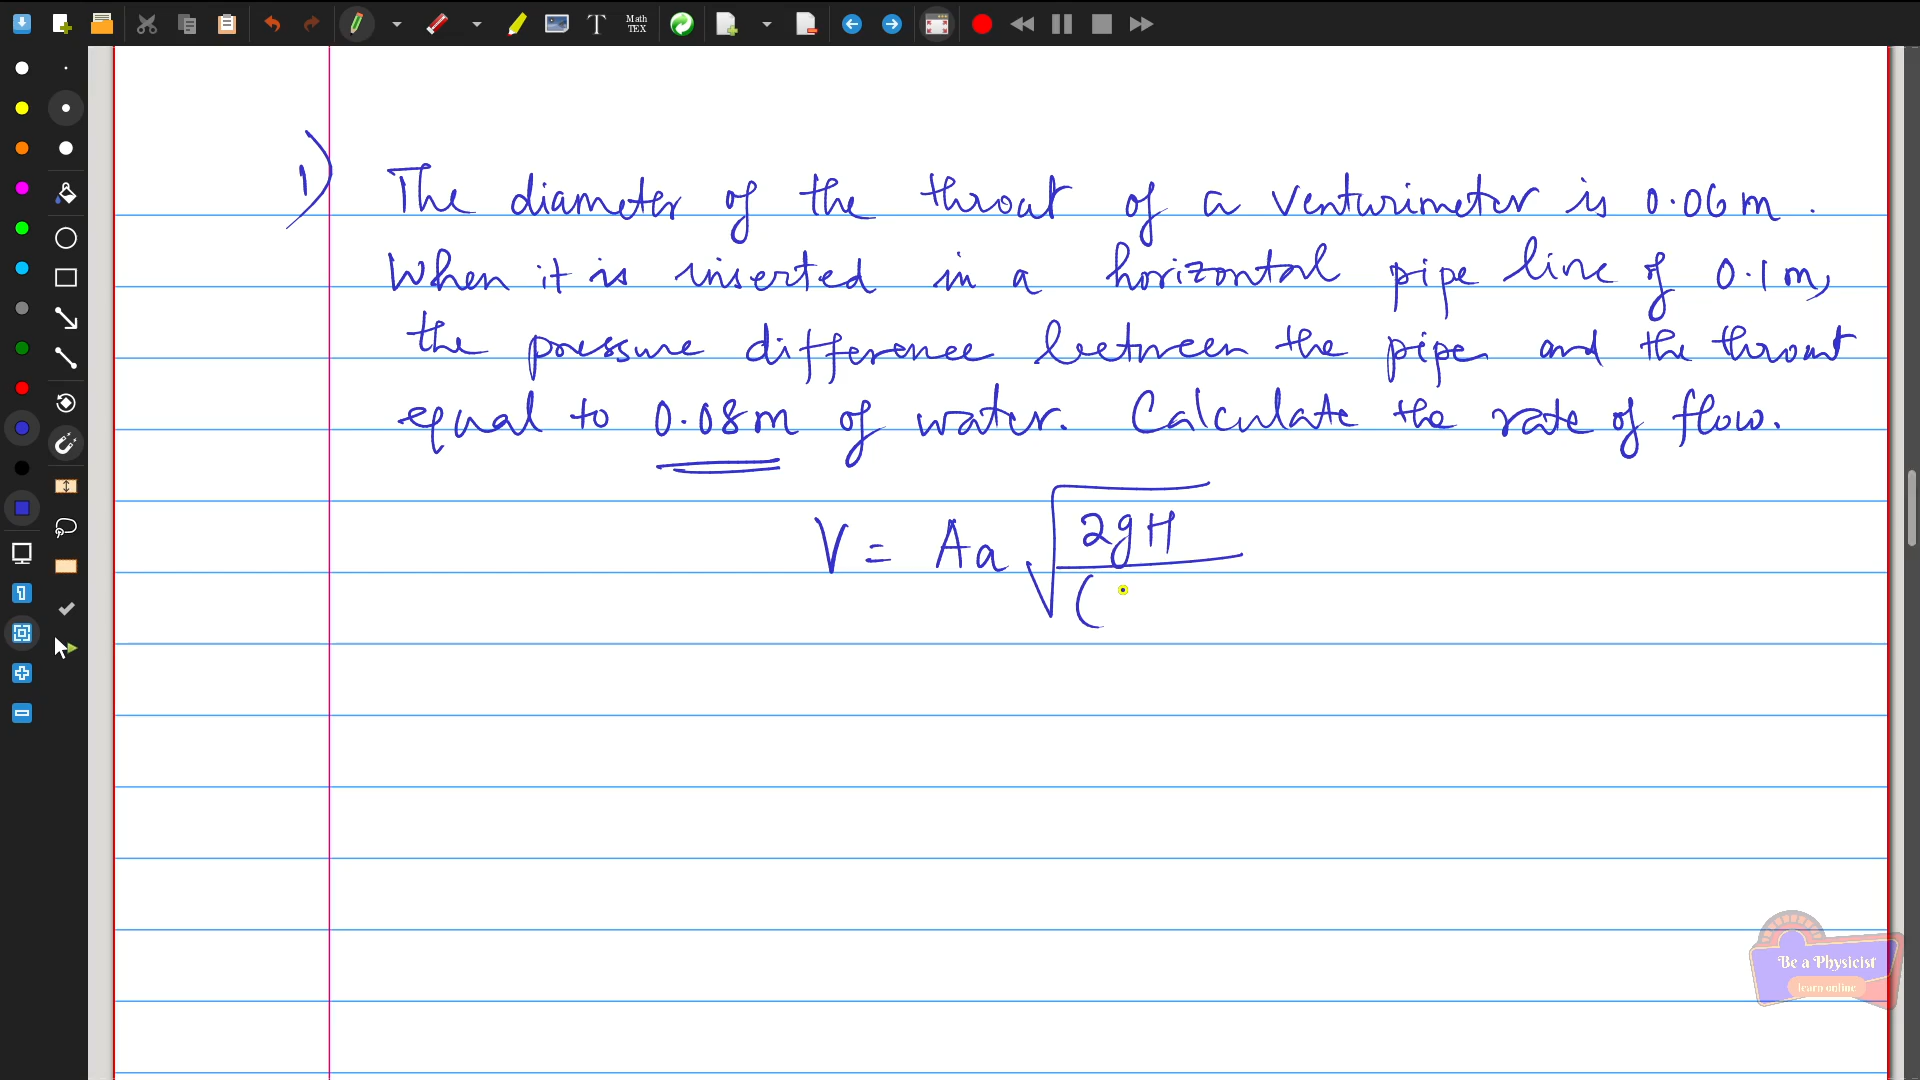 Math
TEX
1) The diameter of the throat of a venturimeter is 0.06 m.
When it is inserted in a horizontal pipe line of 0.1 m,
the pressure difference between the pipe and the throat
equal to 0.08 m of water. Calculate the rate of flow.
V = Aa √ 2gH / (
Be a Physicist
learn online